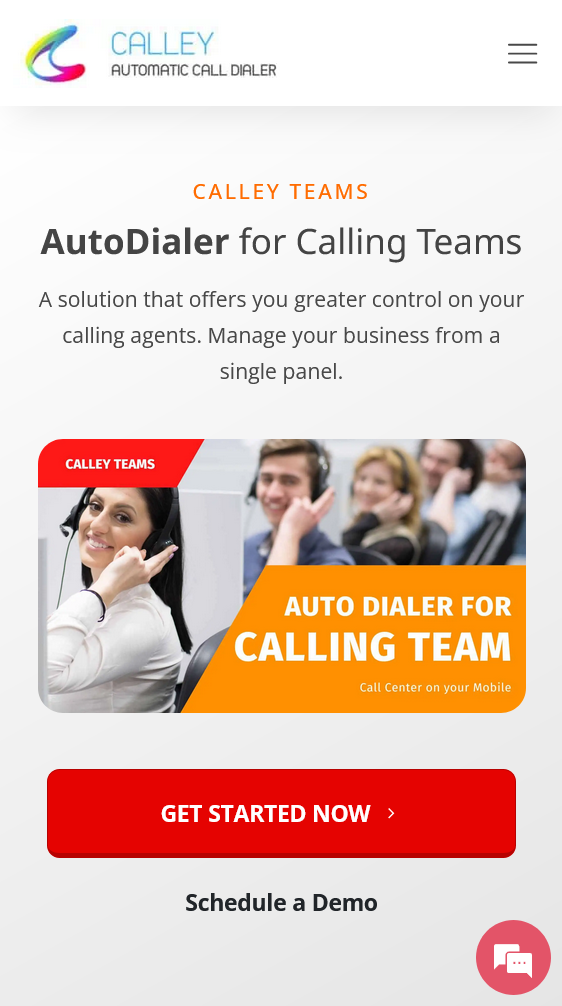 CALLEY
AUTOMATIC CALL DIALER
CALLEY TEAMS
AutoDialer for Calling Teams
A solution that offers you greater control on your
calling agents. Manage your business from a
single panel.
CALLEY TEAMS
AUTO DIALER FOR
CALLING TEAM
Call Center on your Mobile
GET STARTED NOW
Schedule a Demo